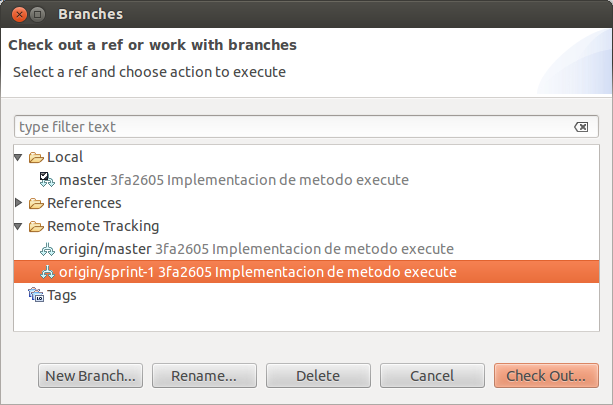 Branches
Check out a ref or work with branches
Select a ref and choose action to execute
type filter text
Local
master 3fa2605 Implementacion de metodo execute
References
Remote Tracking
origin/master 3fa2605 Implementacion de metodo execute
origin/sprint-1 3fa2605 Implementacion de metodo execute
Tags
New Branch... Rename... Delete Cancel Check Out...